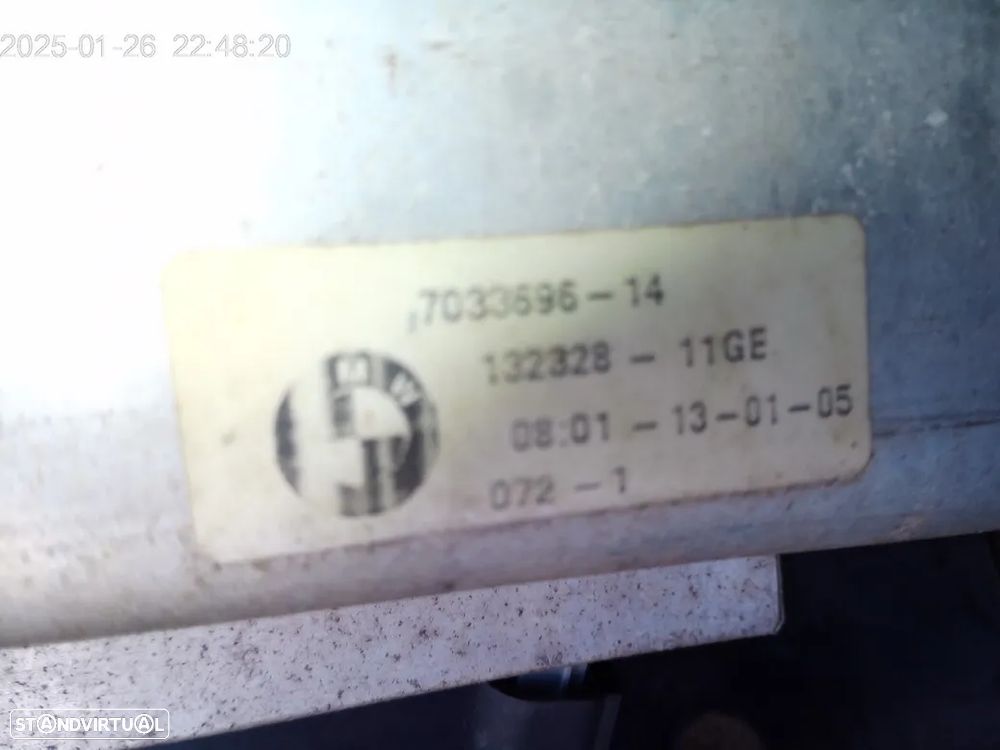 2025-01-26 22:48:20
7033696-14
132328 - 11GE
08:01 - 13-01-05
072 - 1
STANDVIRTUAL